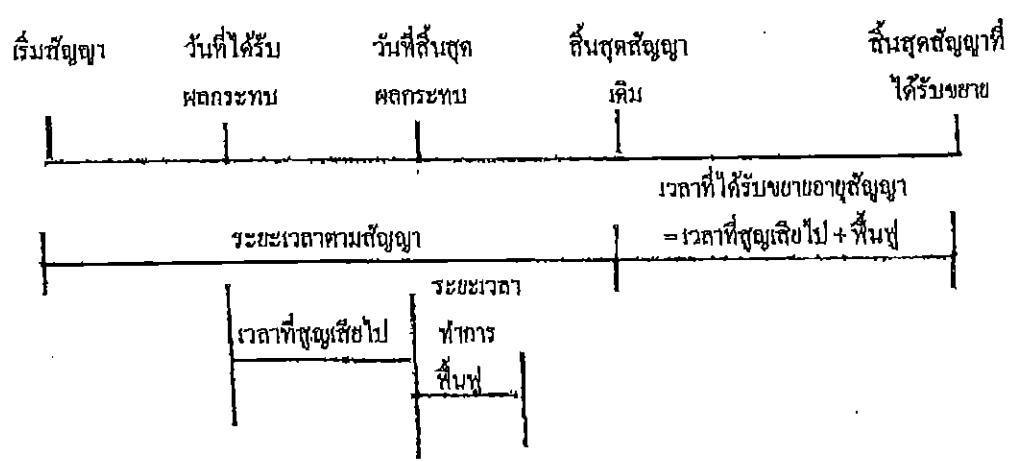 เริ่มสัญญา วันที่ได้รับ วันที่สิ้นสุด สิ้นสุดสัญญา สิ้นสุดสัญญาที่
ผลกระทบ ผลกระทบ เดิม ได้รับขยาย
เวลาที่ได้รับขยายอายุสัญญา
ระยะเวลาตามสัญญา =เวลาที่สูญเสียไป + ฟื้นฟู
ระยะเวลา
เวลาที่สูญเสียไป ทำการ
ฟื้นฟู